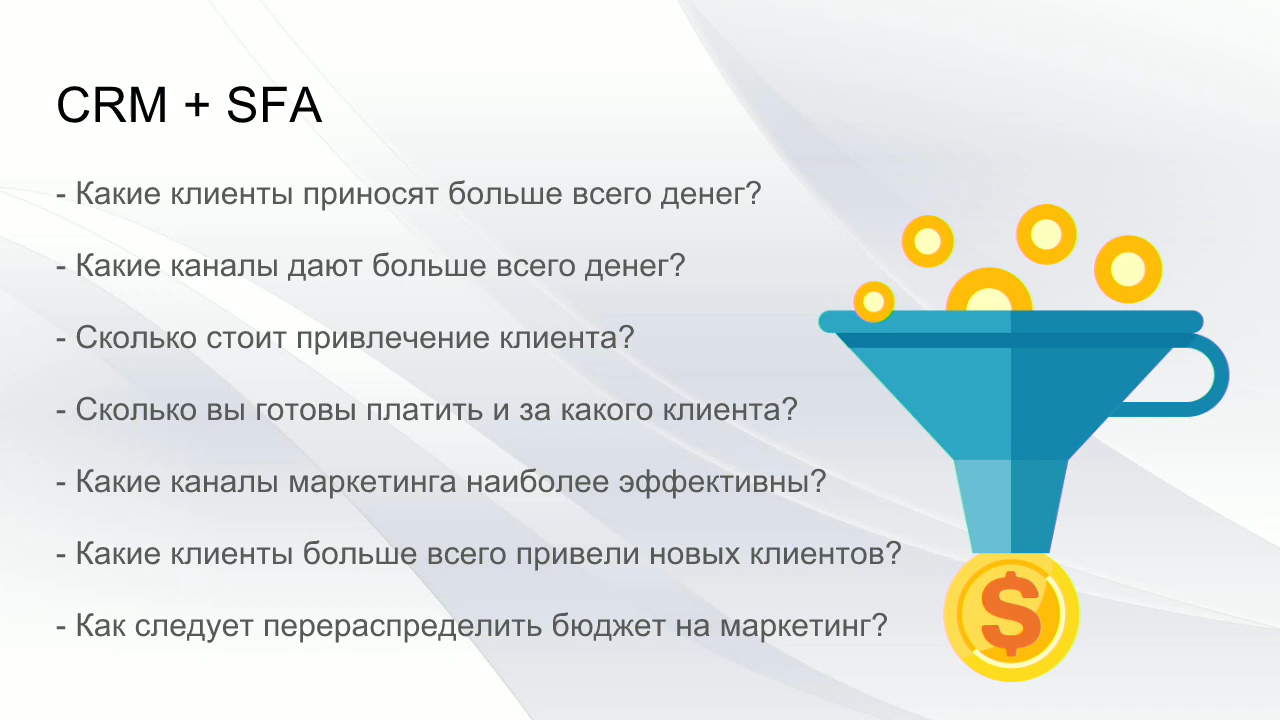 CRM + SFA
- Какие клиенты приносят больше всего денег?
- Какие каналы дают больше всего денег?
- Сколько стоит привлечение клиента?
- Сколько вы готовы платить и за какого клиента?
- Какие каналы маркетинга наиболее эффективны?
- Какие клиенты больше всего привели новых клиентов?
- Как следует перераспределить бюджет на маркетинг?
$